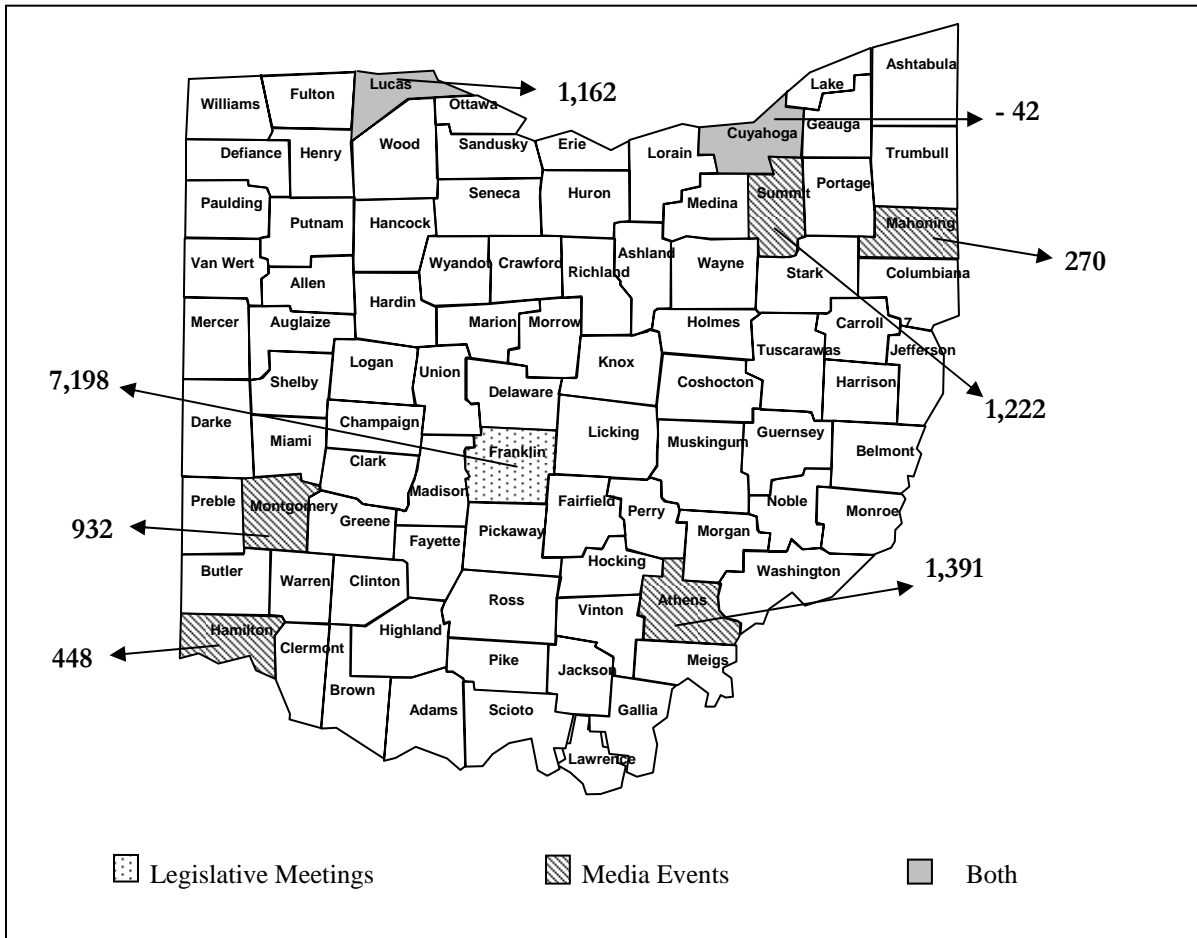 Ashtabula
Lake
Lucas
1,162
Fulton
Williams
Ottawa
- 42
Geauga
Cuyahoga
Wood
Sandusky
Erie
Lorain
Defiance
Henry
Trumbull
Seneca
Huron
Summit
Portage
Paulding
Medina
Putnam
Hancock
Mahoning
Ashland
270
Van Wert
Wyandot
Crawford
Richland
Wayne
Stark
Columbiana
Allen
Hardin
Mercer
Auglaize
Marion
Morrow
Holmes
Carroll
7
Tuscarawas
Jefferson
Logan
Knox
7,198
Union
Shelby
Delaware
Coshocton
Harrison
1,222
Darke
Champaign
Licking
Guernsey
Miami
Muskingum
Franklin
Belmont
Clark
Madison
Preble
Montgomery
Fairfield
Noble
Perry
Monroe
932
Greene
Pickaway
Morgan
Fayette
Hocking
Washington
1,391
Butler
Warren
Clinton
Ross
Athens
Vinton
Hamilton
Highland
448
Clermont
Pike
Meigs
Jackson
Brown
Adams
Scioto
Gallia
Lawrence
Legislative Meetings
Media Events
Both